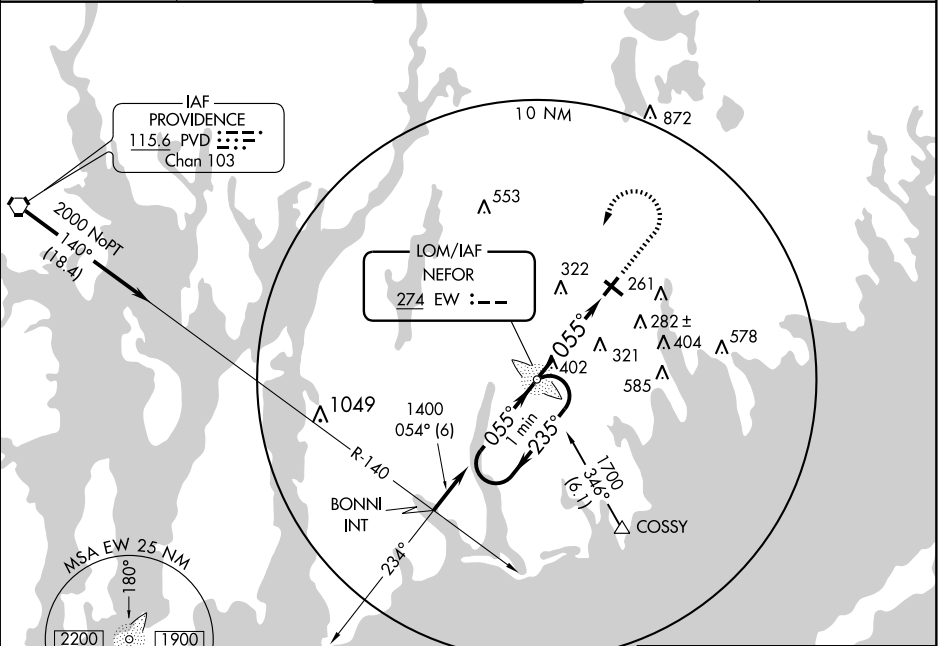 IAF
PROVIDENCE
115.6 PVD
Chan 103
10 NM
872
2000 NoPT
140°
(18.4)
553
LOM/IAF
NEFOR
274 EW
322
261
282 ±
404
578
055°
402
321
585
1049
1400
054° (6)
055°
1 min
235°
R-140
BONNI
INT
1700
346°
(6.1)
COSSY
234°
MSA EW 25 NM
180°
2200
1900